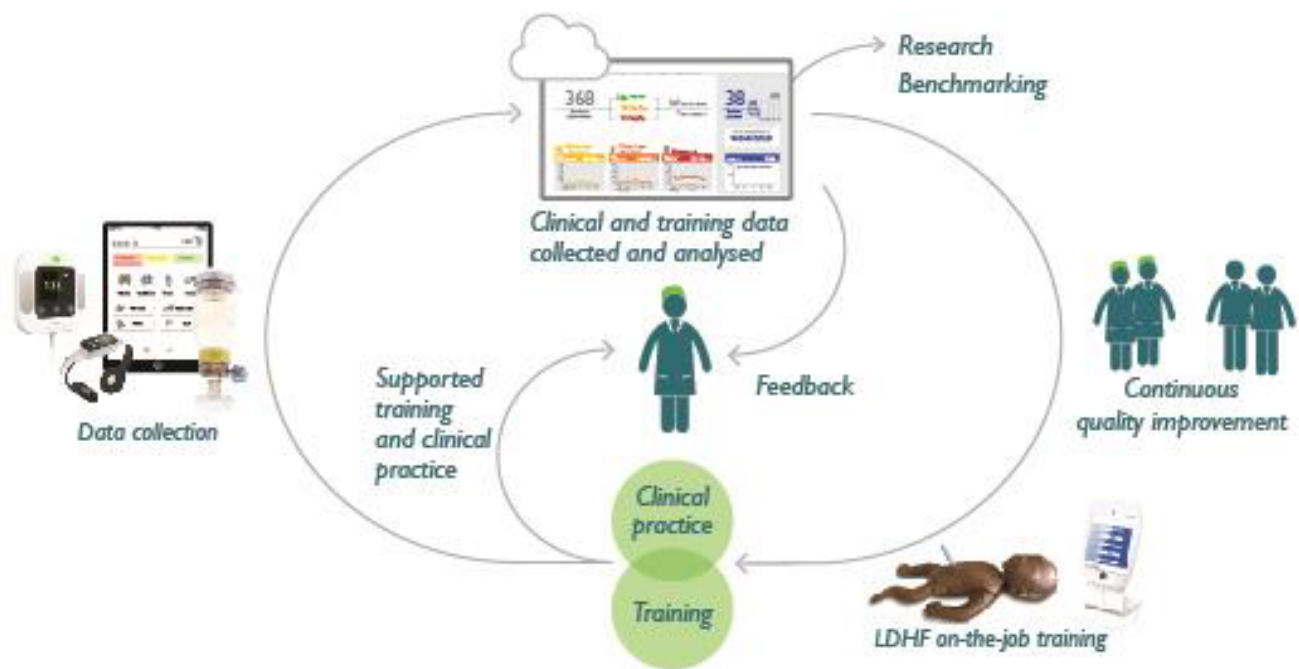 Research
Benchmarking
368
38
Clinical and training data
collected and analysed
Data collection
Supported
training
and clinical
practice
Feedback
Continuous
quality improvement
Clinical
practice
Training
LDHF on-the-job training